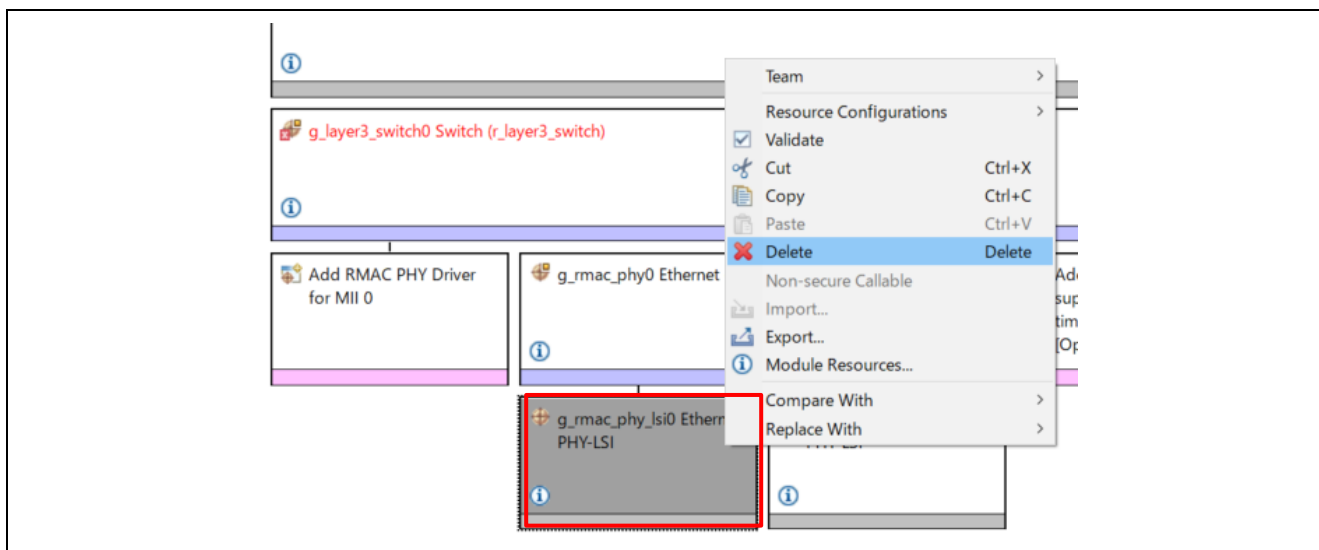 g_layer3_switch0 Switch (r_layer3_switch)
Add RMAC PHY Driver
for MII 0
g_rmac_phy0 Ethernet
g_rmac_phy_lsi0 Ethern
PHY-LSI
Team
Resource Configurations
Validate
Cut Ctrl+X
Copy Ctrl+C
Paste Ctrl+V
Delete Delete
Non-secure Callable
Import...
Export...
Module Resources...
Compare With
Replace With